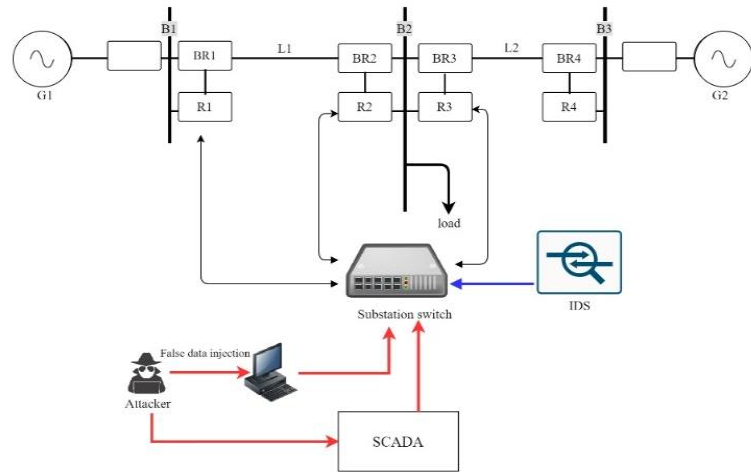 B1
B2
B3
BR1
L1
BR2
BR3
L2
BR4
G1
R1
R2
R3
R4
G2
load
Substation switch
IDS
False data injection
Attacker
SCADA